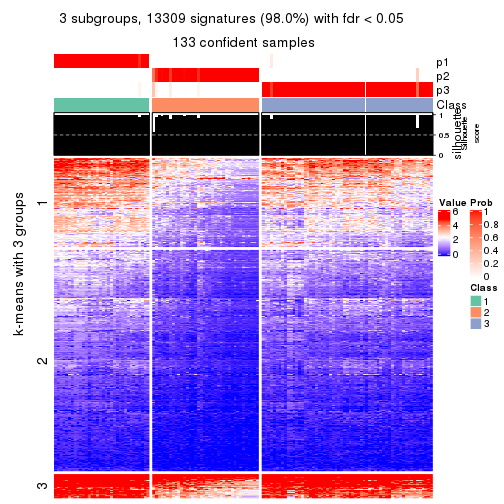 3 subgroups, 13309 signatures (98.0%) with fdr < 0.05
133 confident samples
p1
p2
p3
Class
1
0.5
0
silhouette
Silhouette
score
k-means with 3 groups
1
2
3
Value
6
4
2
0
Prob
1
0.8
0.6
0.4
0.2
0
Class
1
2
3